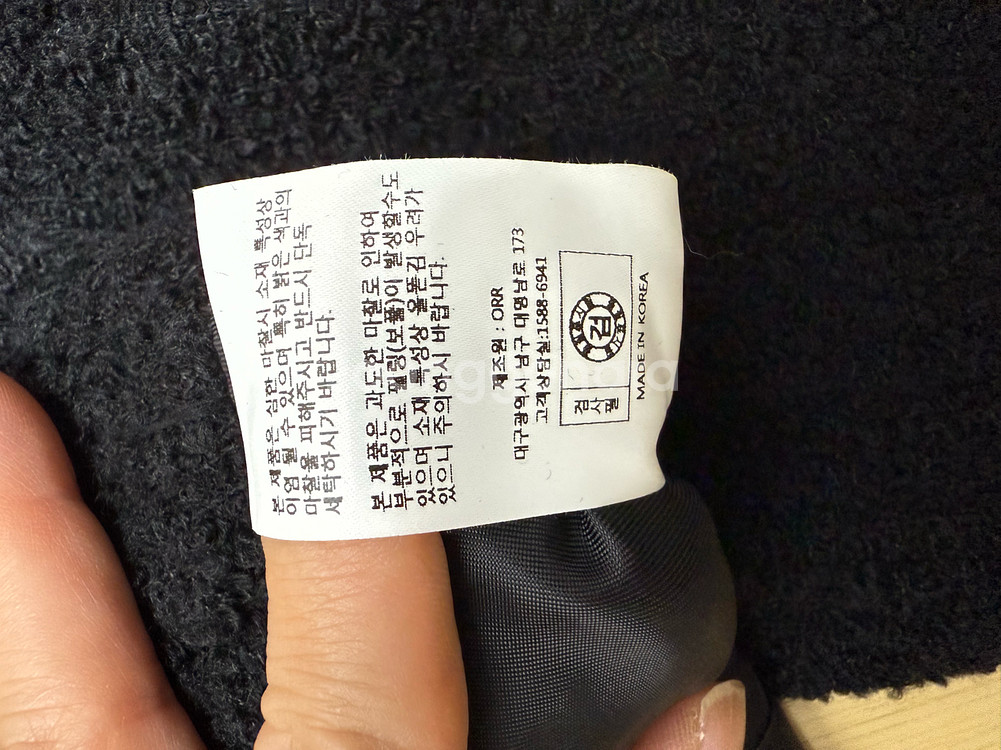 본 제품은 심한 마찰시 소재 특성상
이염 될 수 있으며 특히 밝은 색과의
마찰을 피해주시고 반드시 단독
세탁하시기 바랍니다.
본 제품은 과도한 마찰로 인하여
부분적으로 필링(보풀)이 발생할수도
있으며 소재 특성상 올뜯김 우려가
있으니 주의하시 바랍니다.
제조원 : ORR
대구광역시 남구 대명남로 173
고객상담실:1588-6941
검사필
검
MADE IN KOREA